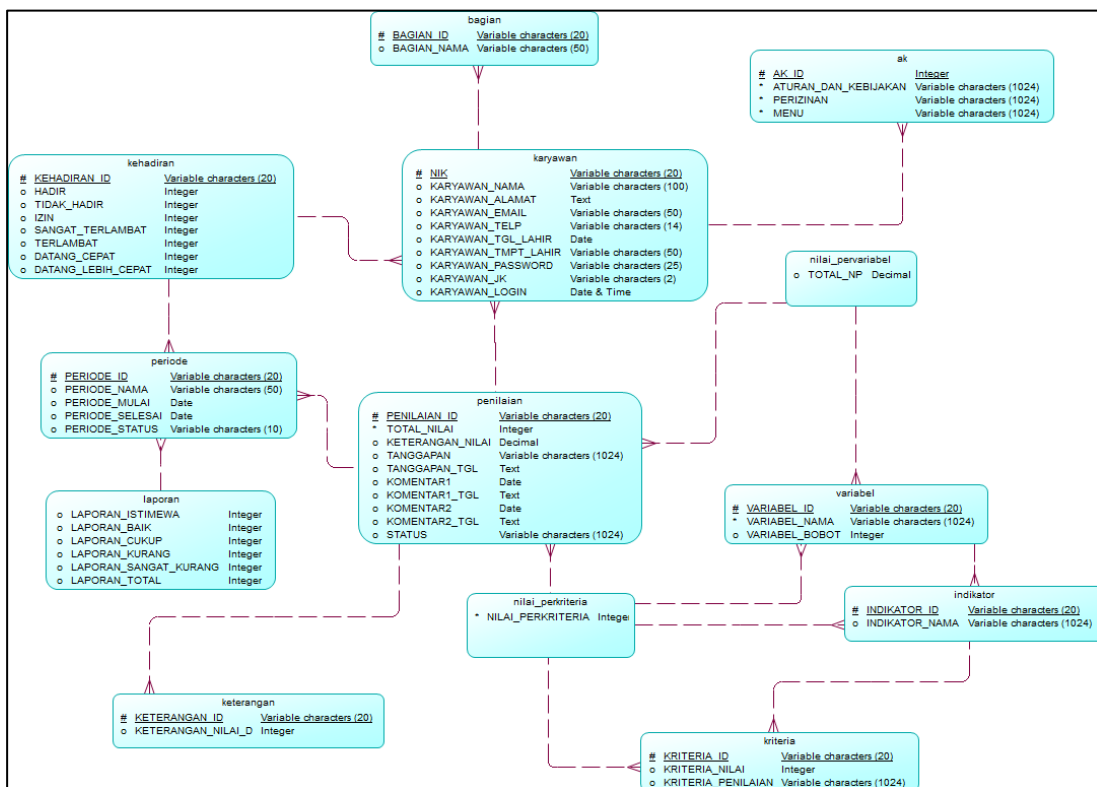 bagian
# BAGIAN_ID Variable characters (20)
o BAGIAN_NAMA Variable characters (50)
ak
# AK_ID Integer
* ATURAN_DAN_KEBIJAKAN Variable characters (1024)
* PERIZINAN Variable characters (1024)
* MENU Variable characters (1024)
kehadiran
# KEHADIRAN_ID Variable characters (20)
o HADIR Integer
o TIDAK_HADIR Integer
o IZIN Integer
o SANGAT_TERLAMBAT Integer
o TERLAMBAT Integer
o DATANG_CEPAT Integer
o DATANG_LEBIH_CEPAT Integer
karyawan
# NIK Variable characters (20)
o KARYAWAN_NAMA Variable characters (100)
o KARYAWAN_ALAMAT Text
o KARYAWAN_EMAIL Variable characters (50)
o KARYAWAN_TELP Variable characters (14)
o KARYAWAN_TGL_LAHIR Date
o KARYAWAN_TMPT_LAHIR Variable characters (50)
o KARYAWAN_PASSWORD Variable characters (25)
o KARYAWAN_JK Variable characters (2)
o KARYAWAN_LOGIN Date & Time
nilai_pervariabel
o TOTAL_NP Decimal
periode
# PERIODE_ID Variable characters (20)
o PERIODE_NAMA Variable characters (50)
o PERIODE_MULAI Date
o PERIODE_SELESAI Date
o PERIODE_STATUS Variable characters (10)
penilaian
# PENILAIAN_ID Variable characters (20)
* TOTAL_NILAI Integer
o KETERANGAN_NILAI Decimal
o TANGGAPAN Variable characters (1024)
o TANGGAPAN_TGL Text
o KOMENTAR1 Date
o KOMENTAR1_TGL Text
o KOMENTAR2 Date
o KOMENTAR2_TGL Text
o STATUS Variable characters (1024)
laporan
o LAPORAN_ISTIMEWA Integer
o LAPORAN_BAIK Integer
o LAPORAN_CUKUP Integer
o LAPORAN_KURANG Integer
o LAPORAN_SANGAT_KURANG Integer
o LAPORAN_TOTAL Integer
variabel
# VARIABEL_ID Variable characters (20)
* VARIABEL_NAMA Variable characters (1024)
o VARIABEL_BOBOT Integer
nilai_perkriteria
* NILAI_PERKRITERIA Integer
indikator
# INDIKATOR_ID Variable characters (20)
o INDIKATOR_NAMA Variable characters (1024)
keterangan
# KETERANGAN_ID Variable characters (20)
o KETERANGAN_NILAI_D Integer
kriteria
# KRITERIA_ID Variable characters (20)
o KRITERIA_NILAI Integer
o KRITERIA_PENILAIAN Variable characters (1024)